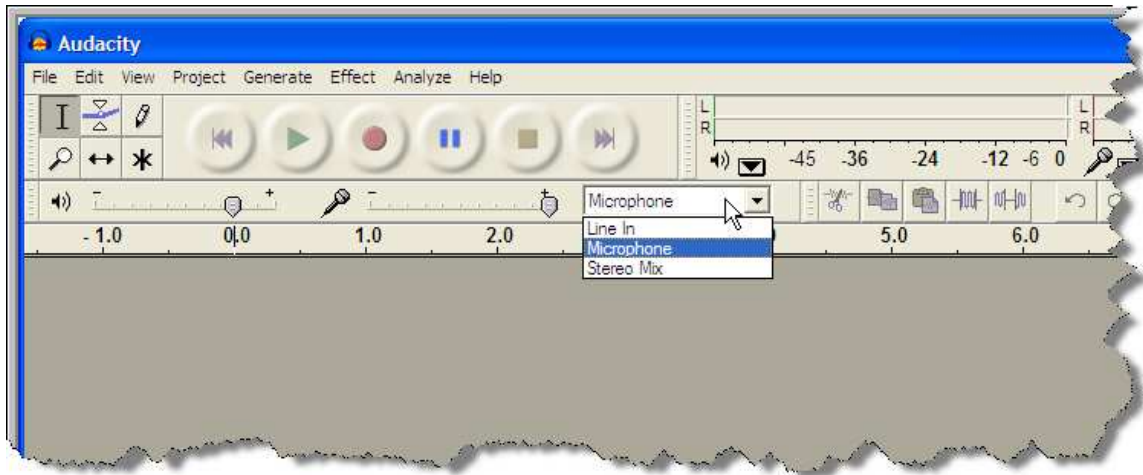 Audacity
File Edit View Project Generate Effect Analyze Help
L
R
L
R
-45 -36 -24 -12 -6 0
- + - + Microphone
- 1.0 0.0 1.0 2.0 5.0 6.0
Line In
Microphone
Stereo Mix